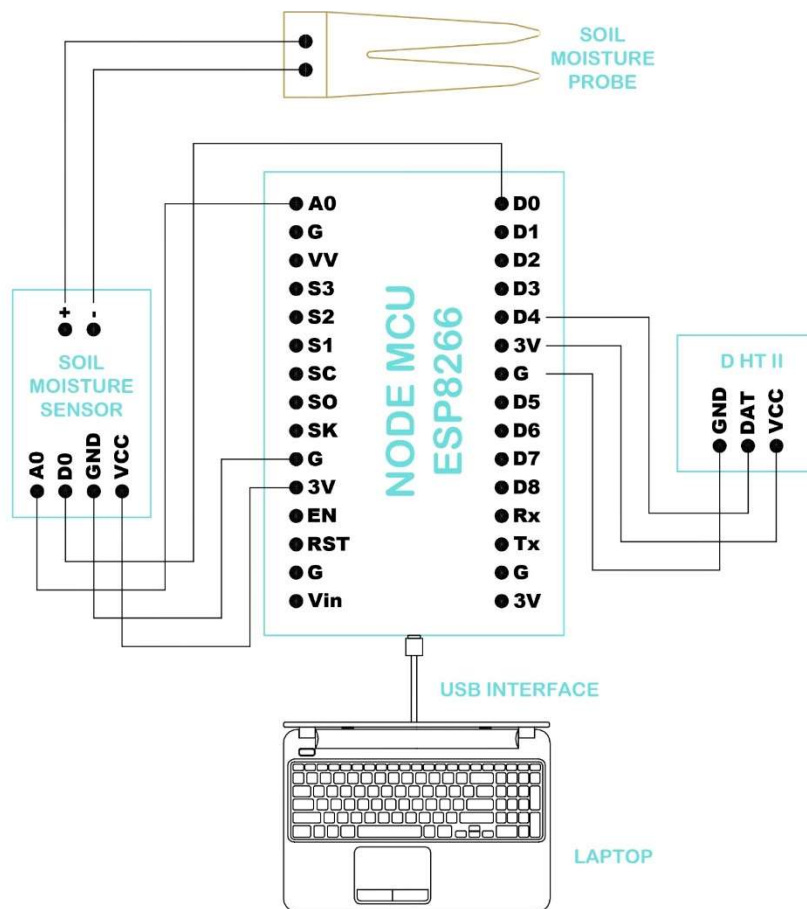 SOIL
MOISTURE
PROBE
A0
G
VV
S3
S2
S1
SC
SO
SK
G
3V
EN
RST
G
Vin
NODE MCU
ESP8266
D0
D1
D2
D3
D4
3V
G
D5
D6
D7
D8
Rx
Tx
G
3V
+
-
SOIL
MOISTURE
SENSOR
A0
D0
GND
VCC
D HT II
GND
DAT
VCC
USB INTERFACE
LAPTOP